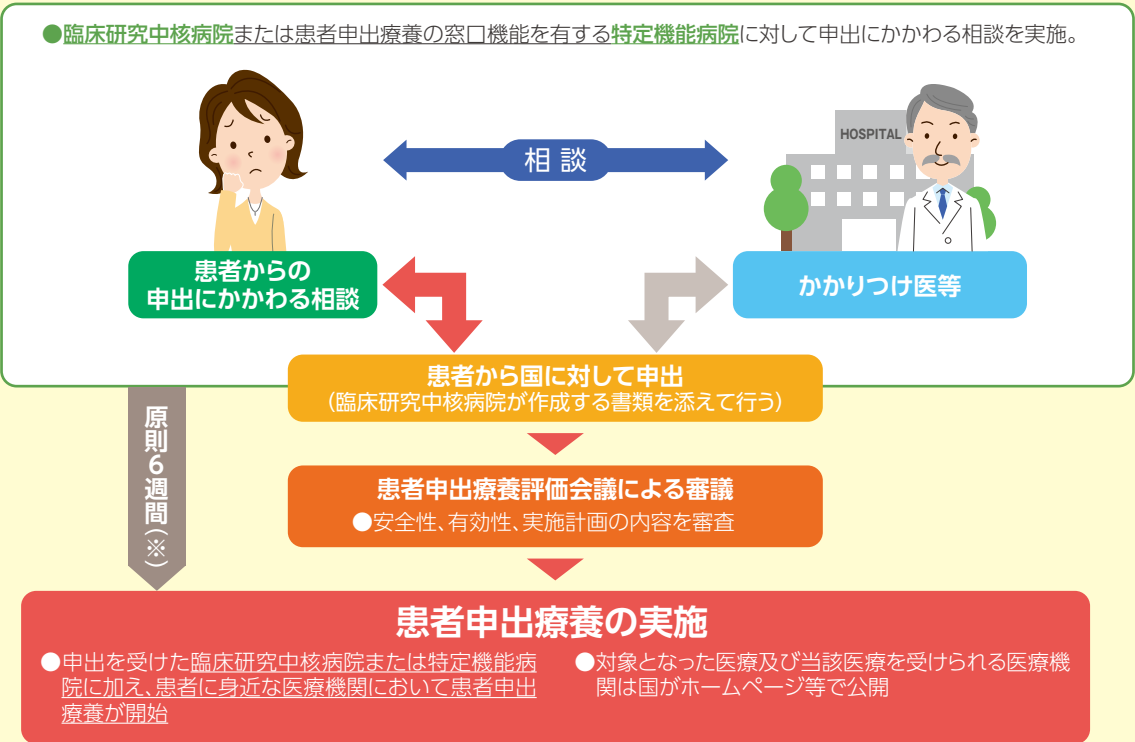 ●臨床研究中核病院または患者申出療養の窓口機能を有する特定機能病院に対して申出にかかわる相談を実施。
相 談
HOSPITAL
患者からの
申出にかかわる相談
かかりつけ医等
患者から国に対して申出
(臨床研究中核病院が作成する書類を添えて行う)
原則6週間(※)
患者申出療養評価会議による審議
●安全性、有効性、実施計画の内容を審査
患者申出療養の実施
●申出を受けた臨床研究中核病院または特定機能病
院に加え、患者に身近な医療機関において患者申出
療養が開始
●対象となった医療及び当該医療を受けられる医療機
関は国がホームページ等で公開